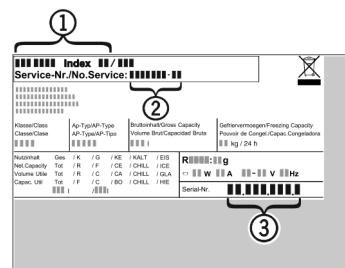 1
Index /
Service-Nr./No.Service: -
2
Klasse/Clase Ap-Typ/AP-Type Bruttoinhalt/Gross Capacity Gefriervermoegen/Freezing Capacity
Classe/Clase AP-Type/AP-Tipo Volume Brut/Capacidad Bruta Pouvoir de Congel./Capac.Congeladora
l kg / 24 h
Nutzinhalt Ges / K / G / KE / KALT / EIS
Net.Capacity Tot / R / F / CE / CHILL / ICE
Volume Utile Tot / R / C / CA / CHILL / GLA
Capac. Util Tot / F / C / BO / CHILL / HIE
l / l
R : g
W A - V Hz
Serial-Nr. . . .
3